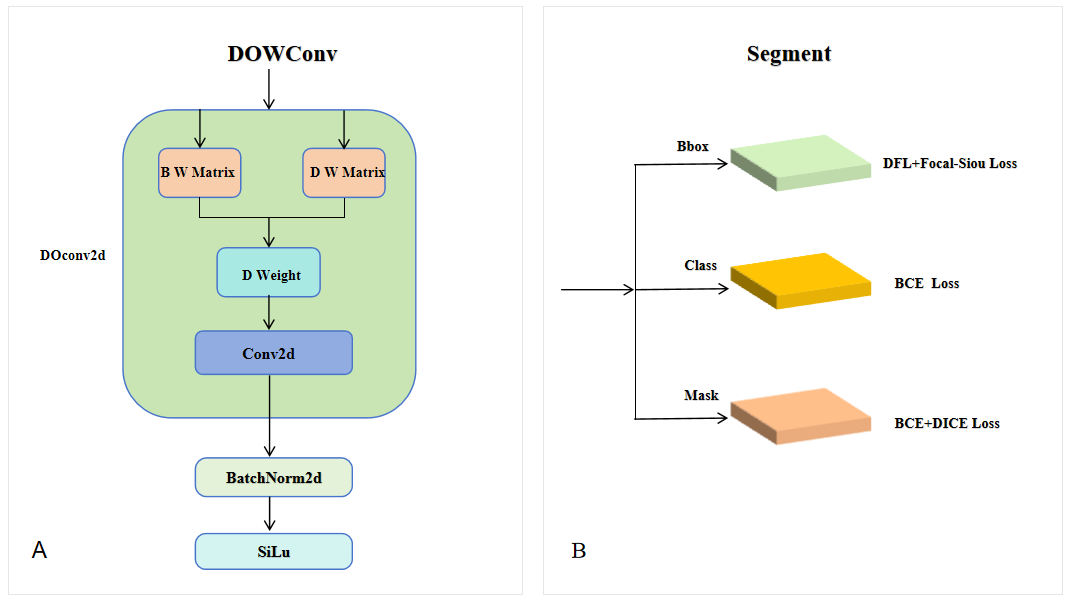 DOWConv
B W Matrix
D W Matrix
DOconv2d
D Weight
Conv2d
BatchNorm2d
SiLu
A
Segment
Bbox
DFL+Focal-Siou Loss
Class
BCE Loss
Mask
BCE+DICE Loss
B